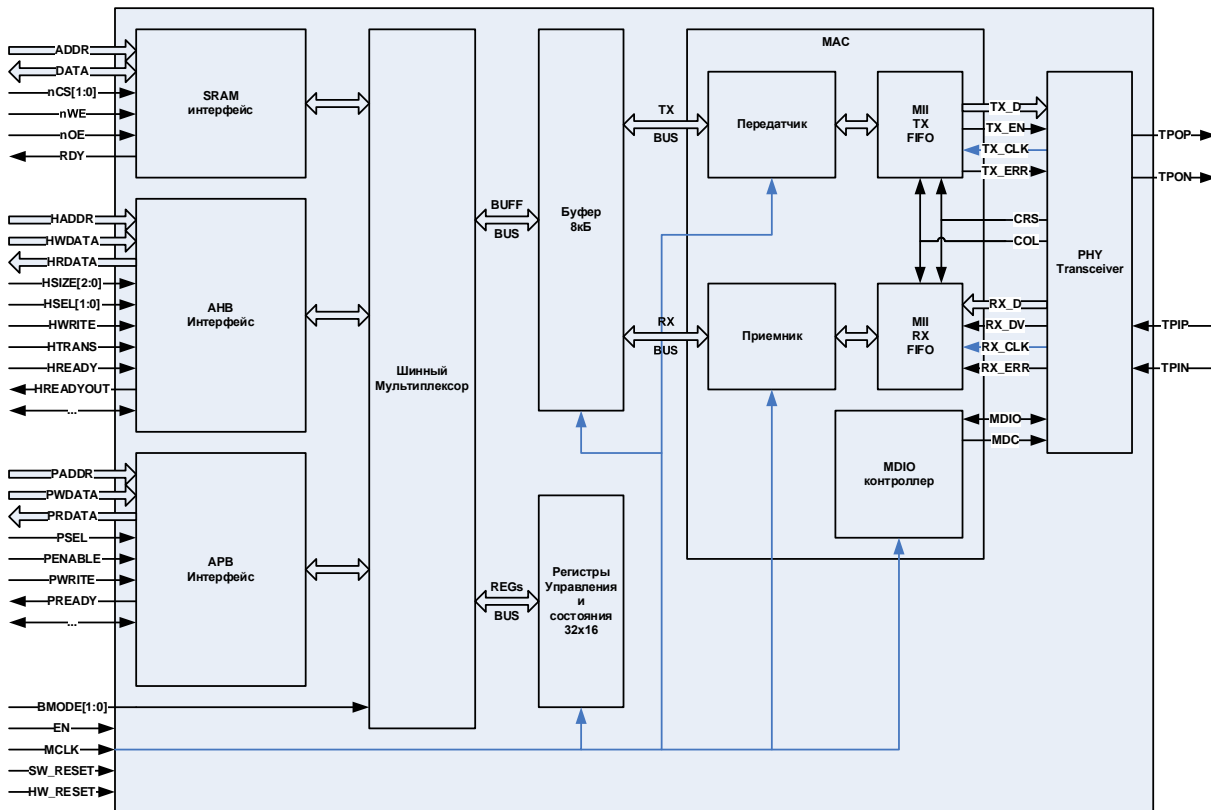 ADDR
DATA
nCS[1:0]
nWE
nOE
RDY
SRAM
интерфейс
HADDR
HWDATA
HRDATA
HSIZE[2:0]
HSEL[1:0]
HWRITE
HTRANS
HREADY
HREADYOUT
...
AHB
Интерфейс
PADDR
PWDATA
PRDATA
PSEL
PENABLE
PWRITE
PREADY
...
APB
Интерфейс
BMODE[1:0]
EN
MCLK
SW_RESET
HW_RESET
Шинный
Мультиплексор
BUFF
BUS
REGs
BUS
Буфер
8кБ
Регистры
Управления
и
состояния
32x16
TX
BUS
RX
BUS
MAC
Передатчик
MII
TX
FIFO
Приемник
MII
RX
FIFO
MDIO
контроллер
TX_D
TX_EN
TX_CLK
TX_ERR
CRS
COL
RX_D
RX_DV
RX_CLK
RX_ERR
MDIO
MDC
PHY
Transceiver
TPOP
TPON
TPIP
TPIN